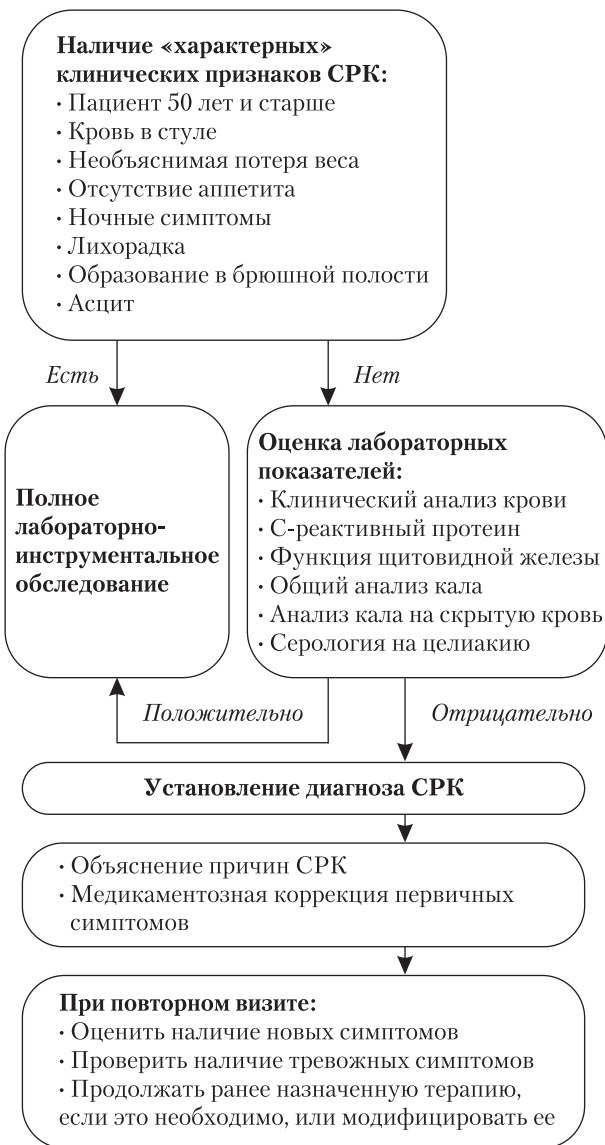 Наличие «характерных»
клинических признаков СРК:
· Пациент 50 лет и старше
· Кровь в стуле
· Необъяснимая потеря веса
· Отсутствие аппетита
· Ночные симптомы
· Лихорадка
· Образование в брюшной полости
· Асцит
Есть
Нет
Полное
лабораторно-
инструментальное
обследование
Оценка лабораторных
показателей:
· Клинический анализ крови
· С-реактивный протеин
· Функция щитовидной железы
· Общий анализ кала
· Анализ кала на скрытую кровь
· Серология на целиакию
Положительно
Отрицательно
Установление диагноза СРК
· Объяснение причин СРК
· Медикаментозная коррекция первичных
симптомов
При повторном визите:
· Оценить наличие новых симптомов
· Проверить наличие тревожных симптомов
· Продолжать ранее назначенную терапию,
если это необходимо, или модифицировать ее